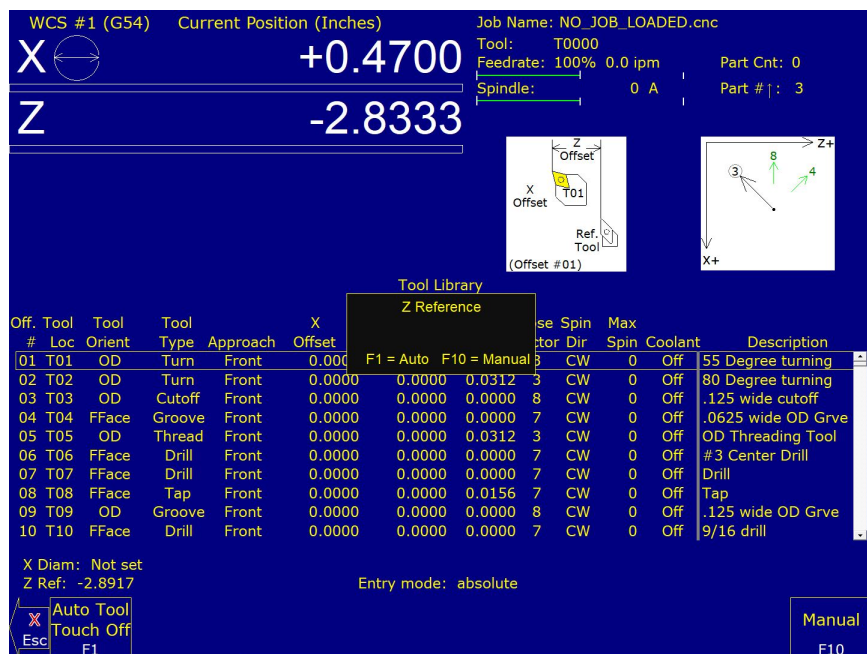 WCS #1 (G54) Current Position (Inches) Job Name: NO_JOB_LOADED.cnc
X +0.4700
Tool: T0000
Feedrate: 100% 0.0 ipm Part Cnt: 0
Spindle: 0 A Part #↑: 3
Z -2.8333
Z
Offset
X
Offset
T01
Ref.
Tool
(Offset #01)
Z+
8
3
4
X+
Tool Library
Z Reference
F1 = Auto F10 = Manual
Off. Tool Tool Tool X ose Spin Max
# Loc Orient Type Approach Offset ctor Dir Spin Coolant Description
01 T01 OD Turn Front 0.000 3 CW 0 Off 55 Degree turning
02 T02 OD Turn Front 0.0000 0.0000 0.0312 3 CW 0 Off 80 Degree turning
03 T03 OD Cutoff Front 0.0000 0.0000 0.0000 8 CW 0 Off .125 wide cutoff
04 T04 FFace Groove Front 0.0000 0.0000 0.0000 7 CW 0 Off .0625 wide OD Grve
05 T05 OD Thread Front 0.0000 0.0000 0.0312 3 CW 0 Off OD Threading Tool
06 T06 FFace Drill Front 0.0000 0.0000 0.0000 7 CW 0 Off #3 Center Drill
07 T07 FFace Drill Front 0.0000 0.0000 0.0000 7 CW 0 Off Drill
08 T08 FFace Tap Front 0.0000 0.0000 0.0156 7 CW 0 Off Tap
09 T09 OD Groove Front 0.0000 0.0000 0.0000 8 CW 0 Off .125 wide OD Grve
10 T10 FFace Drill Front 0.0000 0.0000 0.0000 7 CW 0 Off 9/16 drill
X Diam: Not set
Z Ref: -2.8917 Entry mode: absolute
X
Esc
Auto Tool
Touch Off
F1
Manual
F10